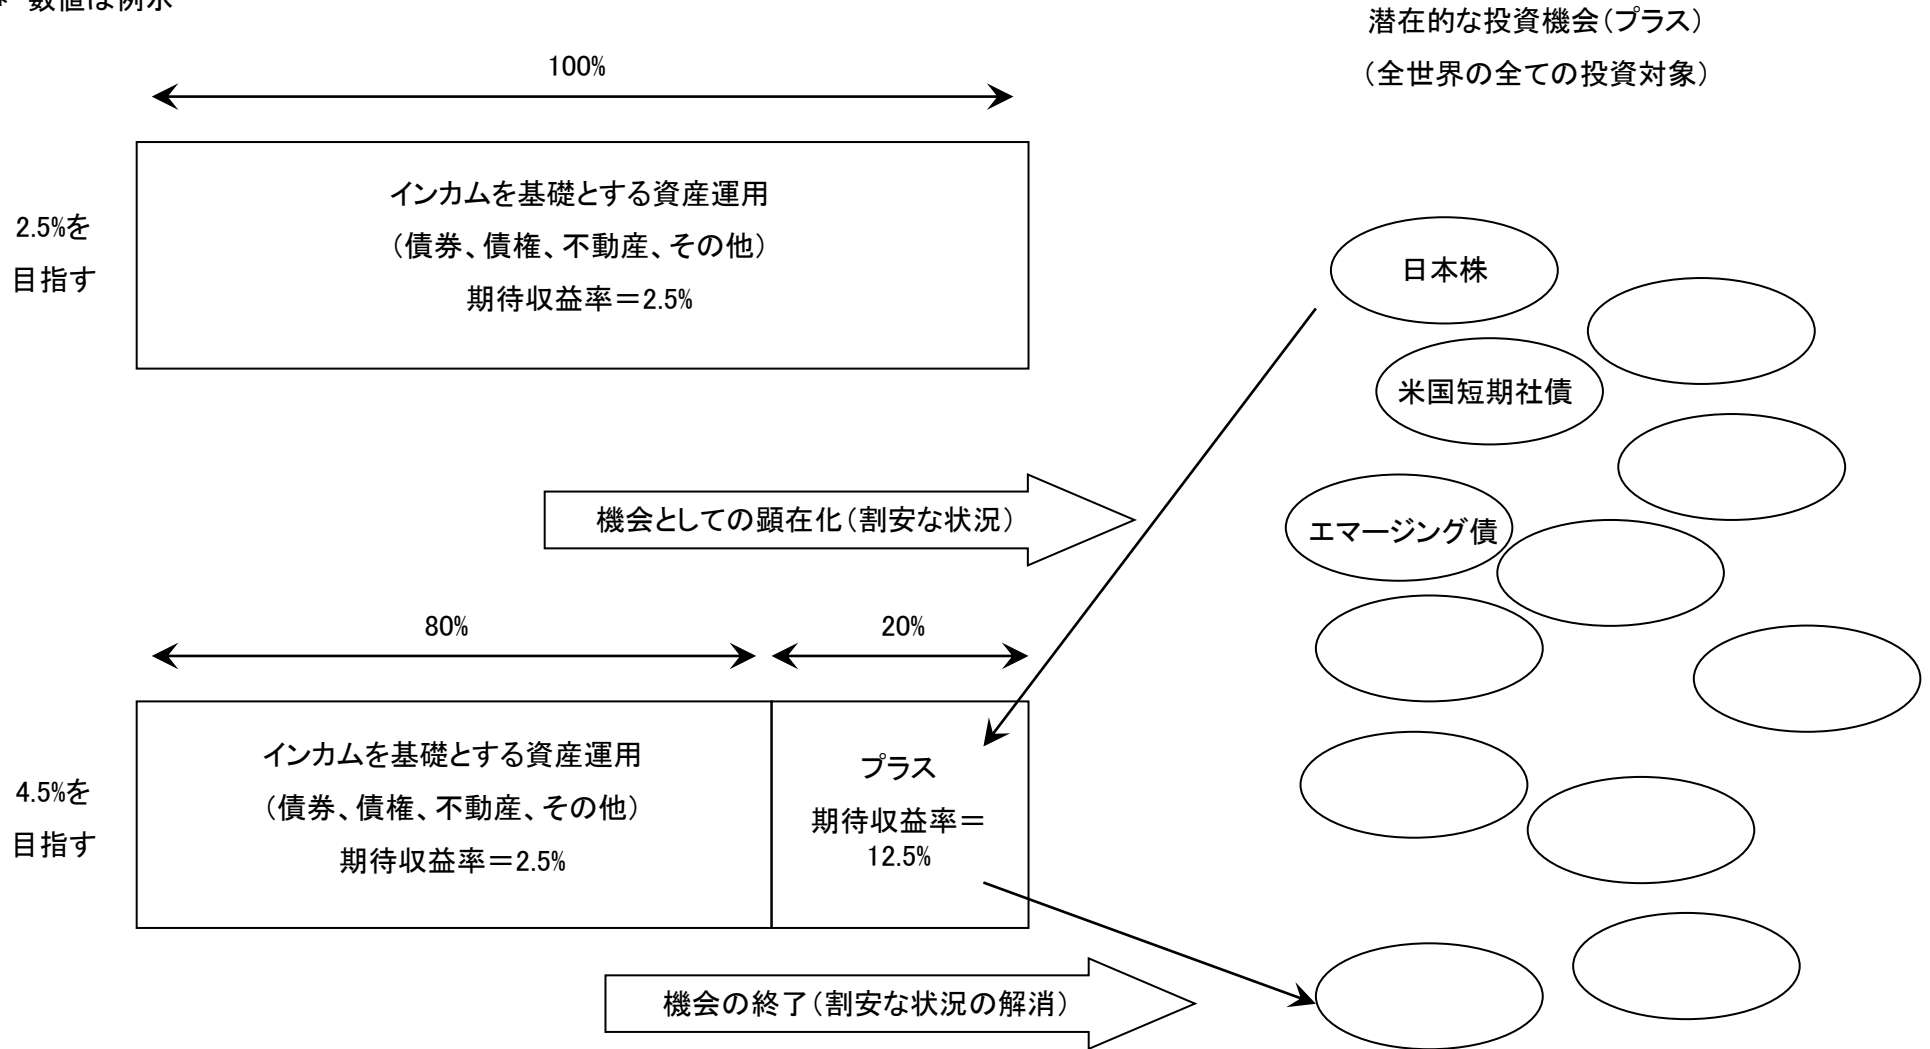 * 数値は例示
潜在的な投資機会（プラス）
（全世界の全ての投資対象）
100%
2.5%を
目指す
インカムを基礎とする資産運用
（債券、債権、不動産、その他）
期待収益率＝2.5%
日本株
米国短期社債
エマージング債
機会としての顕在化（割安な状況）
80%
20%
4.5%を
目指す
インカムを基礎とする資産運用
（債券、債権、不動産、その他）
期待収益率＝2.5%
プラス
期待収益率＝
12.5%
機会の終了（割安な状況の解消）